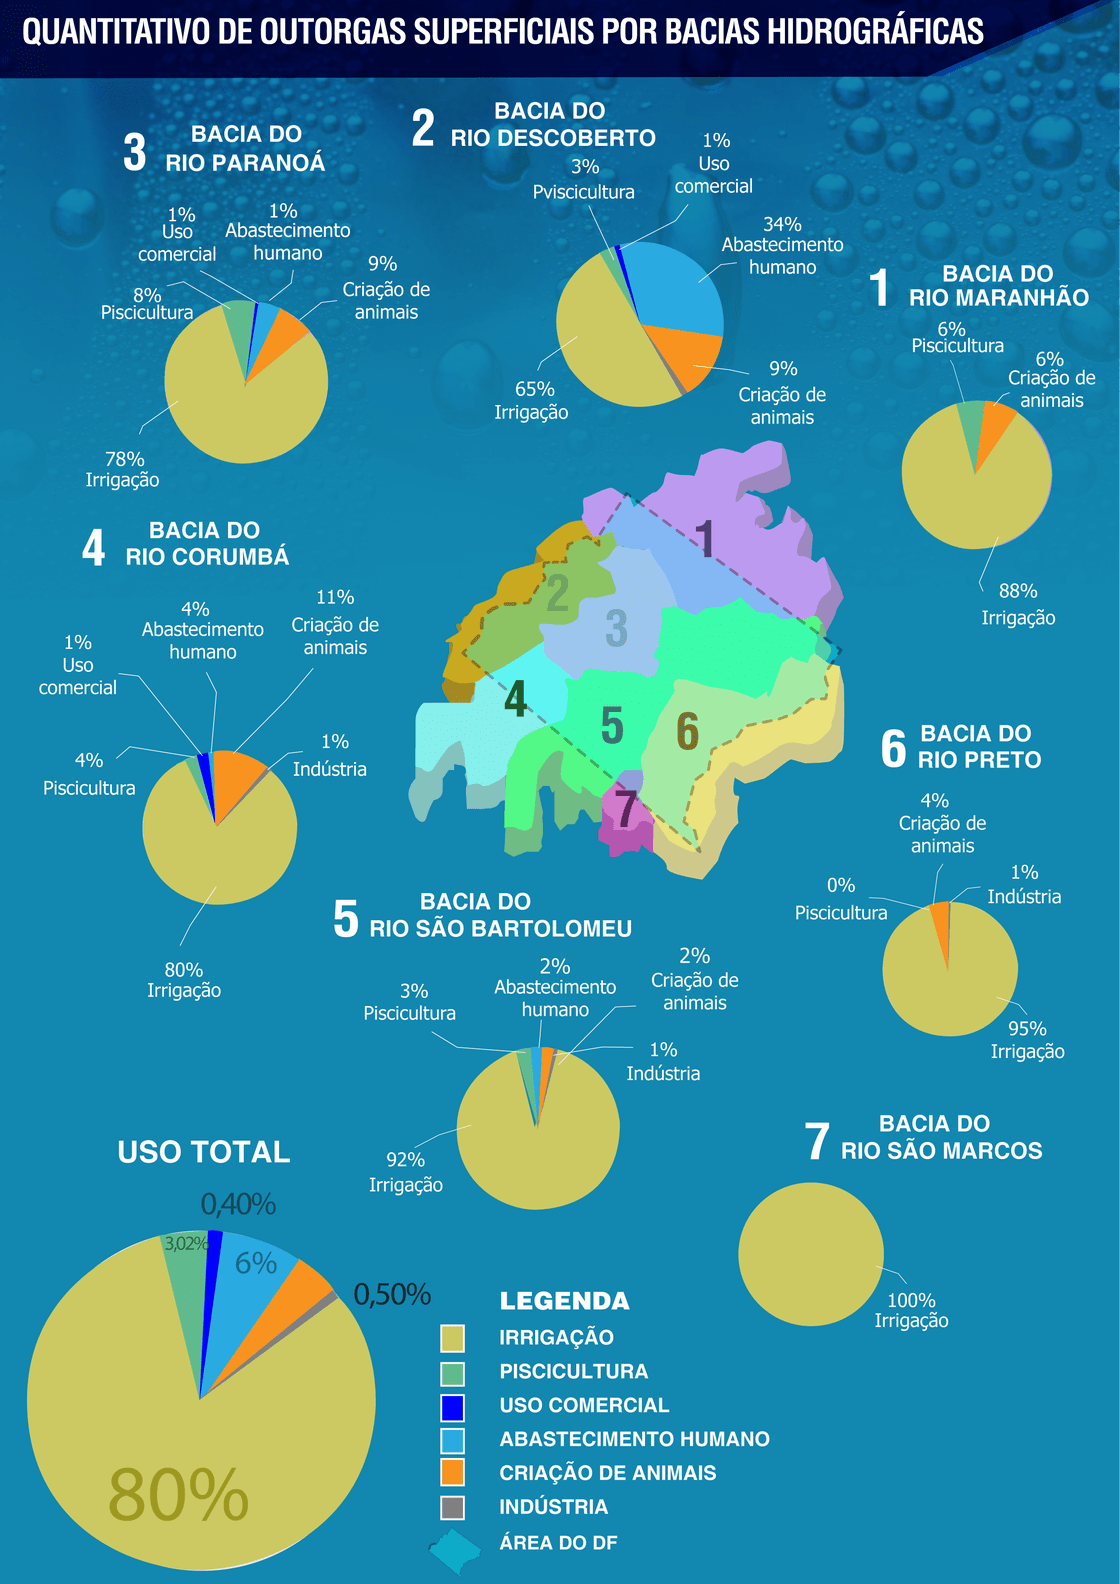 QUANTITATIVO DE OUTORGAS SUPERFICIAIS POR BACIAS HIDROGRÁFICAS
3
BACIA DO
RIO PARANOÁ
1%
Uso
comercial
1%
Abastecimento
humano
9%
Criação de
animais
8%
Piscicultura
78%
Irrigação
2
BACIA DO
RIO DESCOBERTO
3%
Pviscicultura
1%
Uso
comercial
34%
Abastecimento
humano
65%
Irrigação
9%
Criação de
animais
1
BACIA DO
RIO MARANHÃO
6%
Piscicultura
6%
Criação de
animais
88%
Irrigação
4
BACIA DO
RIO CORUMBÁ
1%
Uso
comercial
4%
Abastecimento
humano
11%
Criação de
animais
4%
Piscicultura
1%
Indústria
80%
Irrigação
1
2
3
4
5
6
7
6
BACIA DO
RIO PRETO
4%
Criação de
animais
0%
Piscicultura
1%
Indústria
95%
Irrigação
5
BACIA DO
RIO SÃO BARTOLOMEU
3%
Piscicultura
2%
Abastecimento
humano
2%
Criação de
animais
1%
Indústria
92%
Irrigação
7
BACIA DO
RIO SÃO MARCOS
100%
Irrigação
USO TOTAL
0,40%
3,02%
6%
0,50%
80%
LEGENDA
IRRIGAÇÃO
PISCICULTURA
USO COMERCIAL
ABASTECIMENTO HUMANO
CRIAÇÃO DE ANIMAIS
INDÚSTRIA
ÁREA DO DF